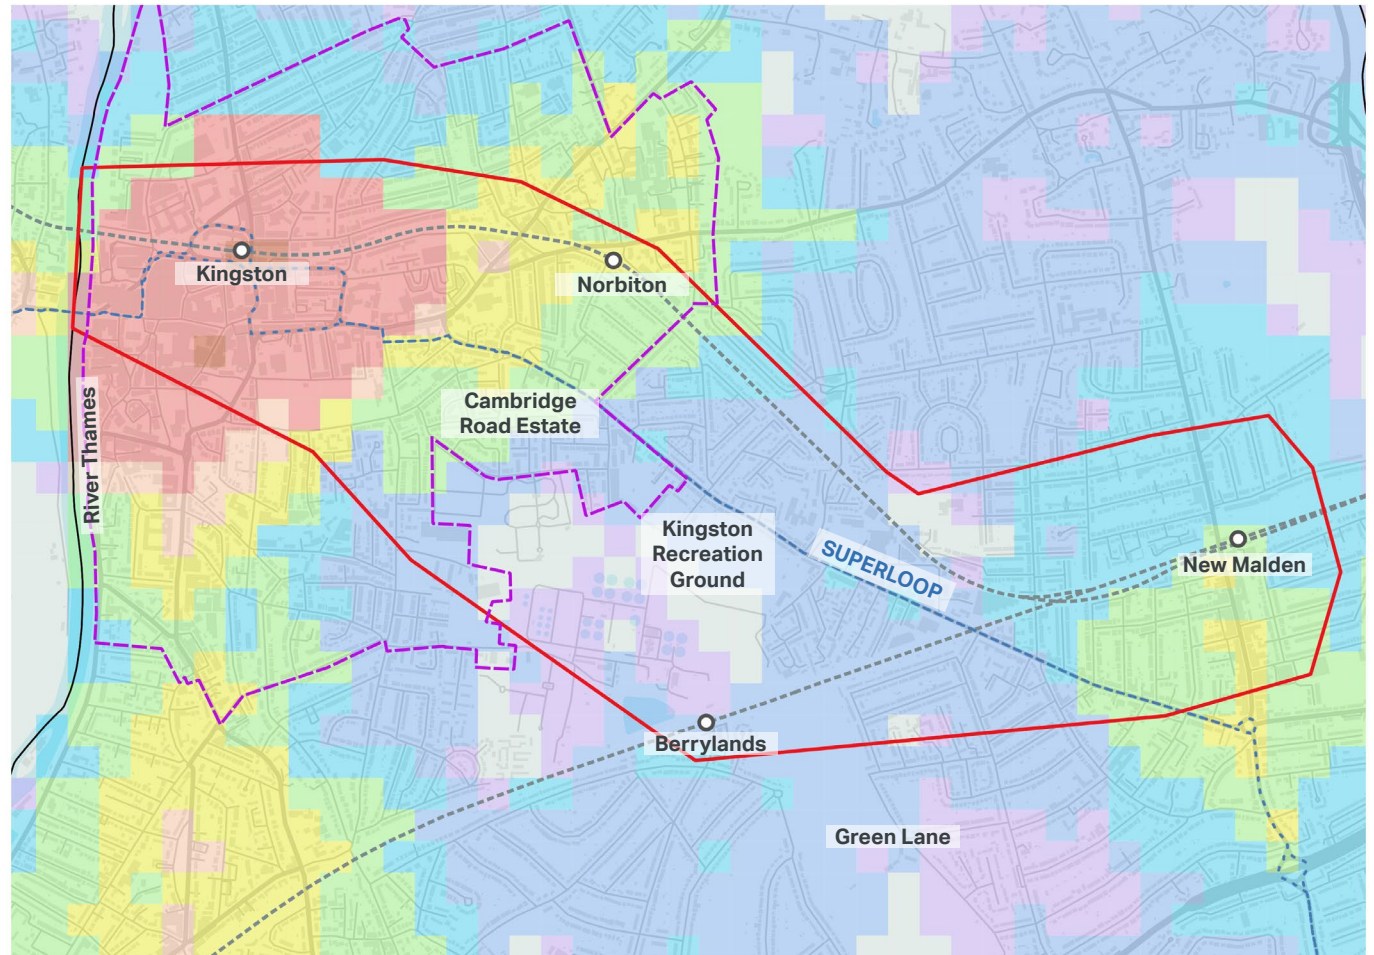 Kingston
Norbiton
Cambridge
Road Estate
River Thames
Kingston
Recreation
Ground
SUPERLOOP
New Malden
Berrylands
Green Lane